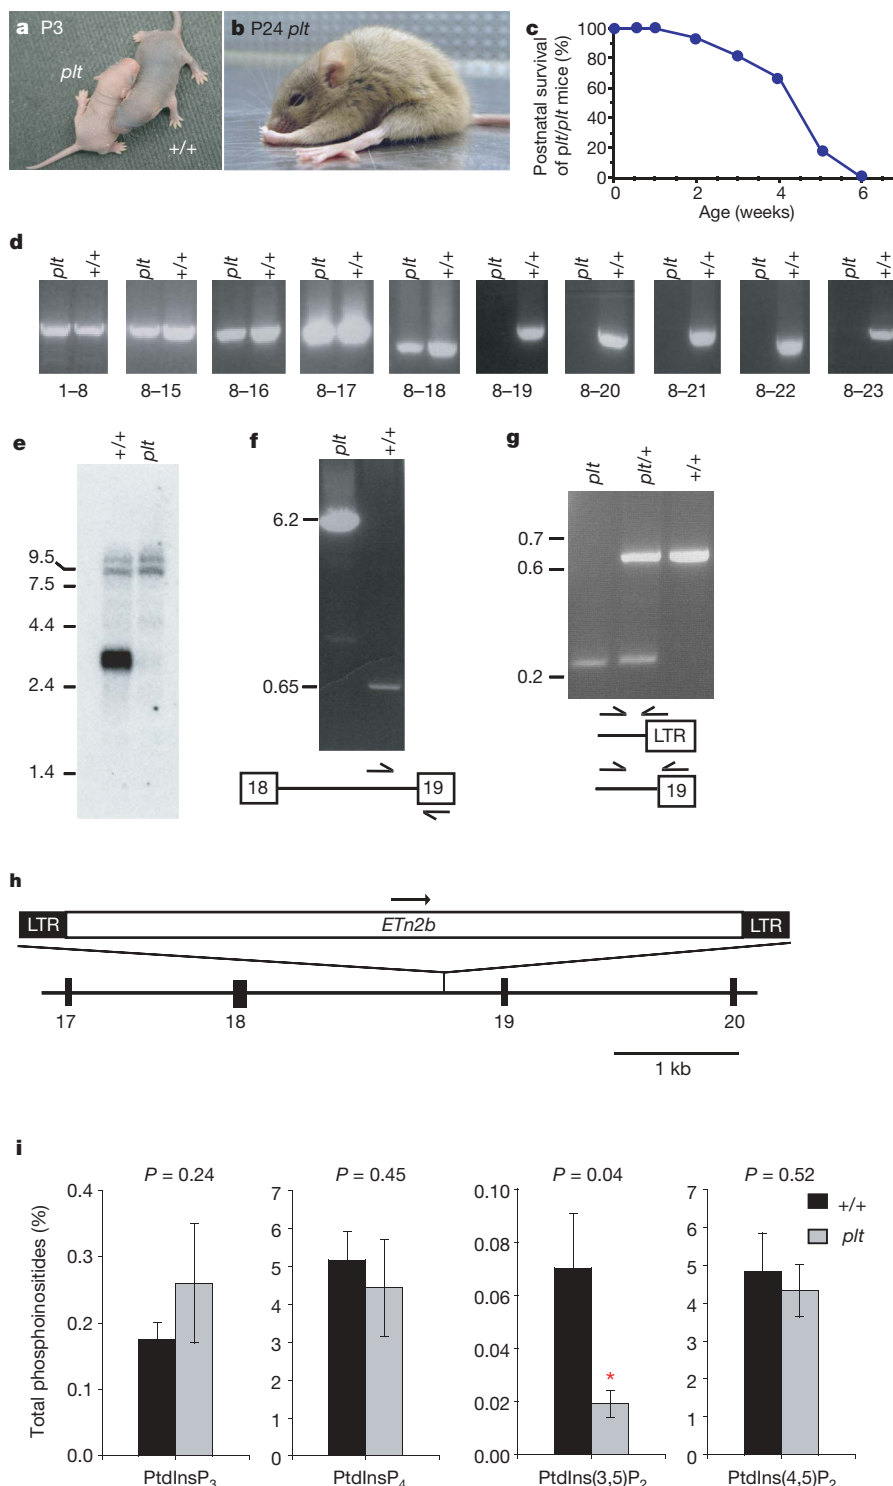 a P3
plt
+/+
b P24 plt
c
Postnatal survival
of plt/plt mice (%)
100
80
60
40
20
0
0 2 4 6
Age (weeks)
d
plt +/+ plt +/+ plt +/+ plt +/+ plt +/+ plt +/+ plt +/+ plt +/+ plt +/+ plt +/+
1–8 8–15 8–16 8–17 8–18 8–19 8–20 8–21 8–22 8–23
e
+/+ plt
9.5
7.5
4.4
2.4
1.4
f
plt +/+
6.2
0.65
18 19
g
plt plt/+ +/+
0.7
0.6
0.2
LTR
19
h
LTR ETn2b LTR
17 18 19 20
1 kb
i
Total phosphoinositides (%)
P = 0.24
0.4
0.3
0.2
0.1
0.0
PtdInsP3
P = 0.45
7
6
5
4
3
2
1
0
PtdInsP4
P = 0.04
0.10
0.08
0.06
0.04
0.02
0.00
*
PtdIns(3,5)P2
P = 0.52
7
6
5
4
3
2
1
0
PtdIns(4,5)P2
+/+
plt